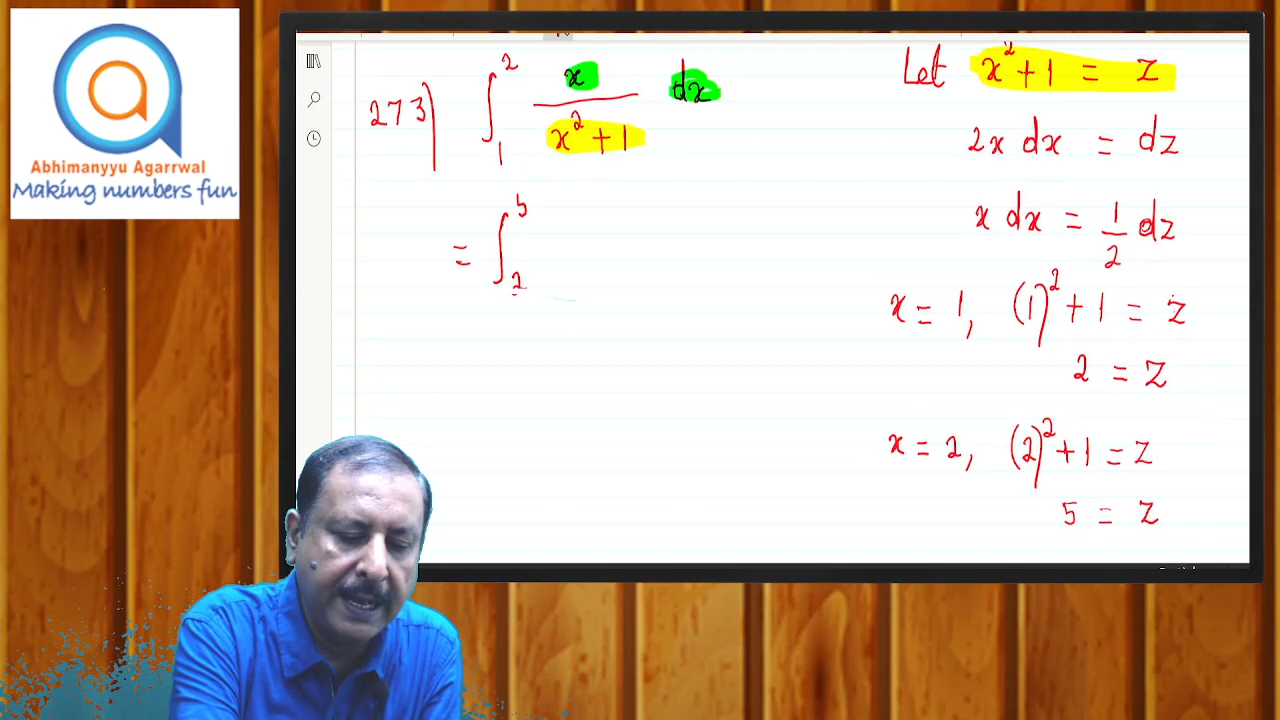 Abhimanyyu Agarrwal
Making numbers fun
273) ∫₁² x / (x² + 1) dx
= ∫₂⁵
Let x² + 1 = z
2x dx = dz
x dx = 1/2 dz
x = 1, (1)² + 1 = z
2 = z
x = 2, (2)² + 1 = z
5 = z